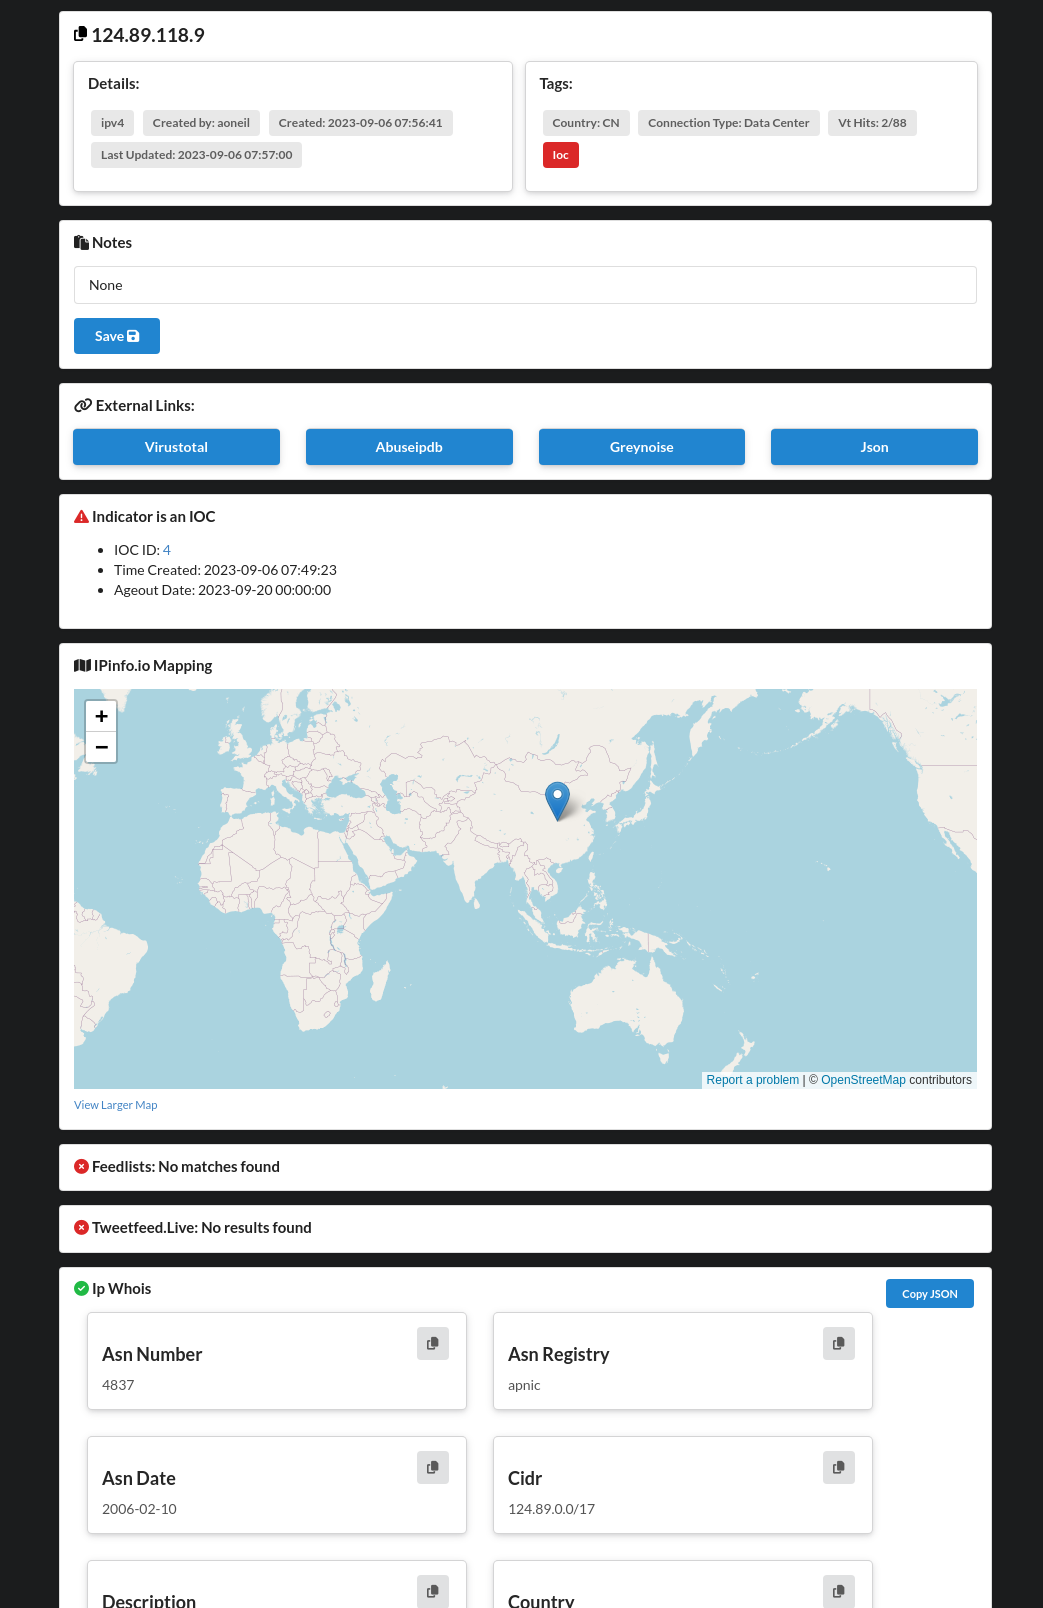 124.89.118.9
Details:
ipv4 Created by: aoneil Created: 2023-09-06 07:56:41
Last Updated: 2023-09-06 07:57:00
Tags:
Country: CN Connection Type: Data Center Vt Hits: 2/88
Ioc
Notes
None
Save
External Links:
Virustotal Abuseipdb Greynoise Json
Indicator is an IOC
IOC ID: 4
Time Created: 2023-09-06 07:49:23
Ageout Date: 2023-09-20 00:00:00
IPinfo.io Mapping
+
−
Report a problem | © OpenStreetMap contributors
View Larger Map
Feedlists: No matches found
Tweetfeed.Live: No results found
Ip Whois
Copy JSON
Asn Number
4837
Asn Registry
apnic
Asn Date
2006-02-10
Cidr
124.89.0.0/17
Description
Country